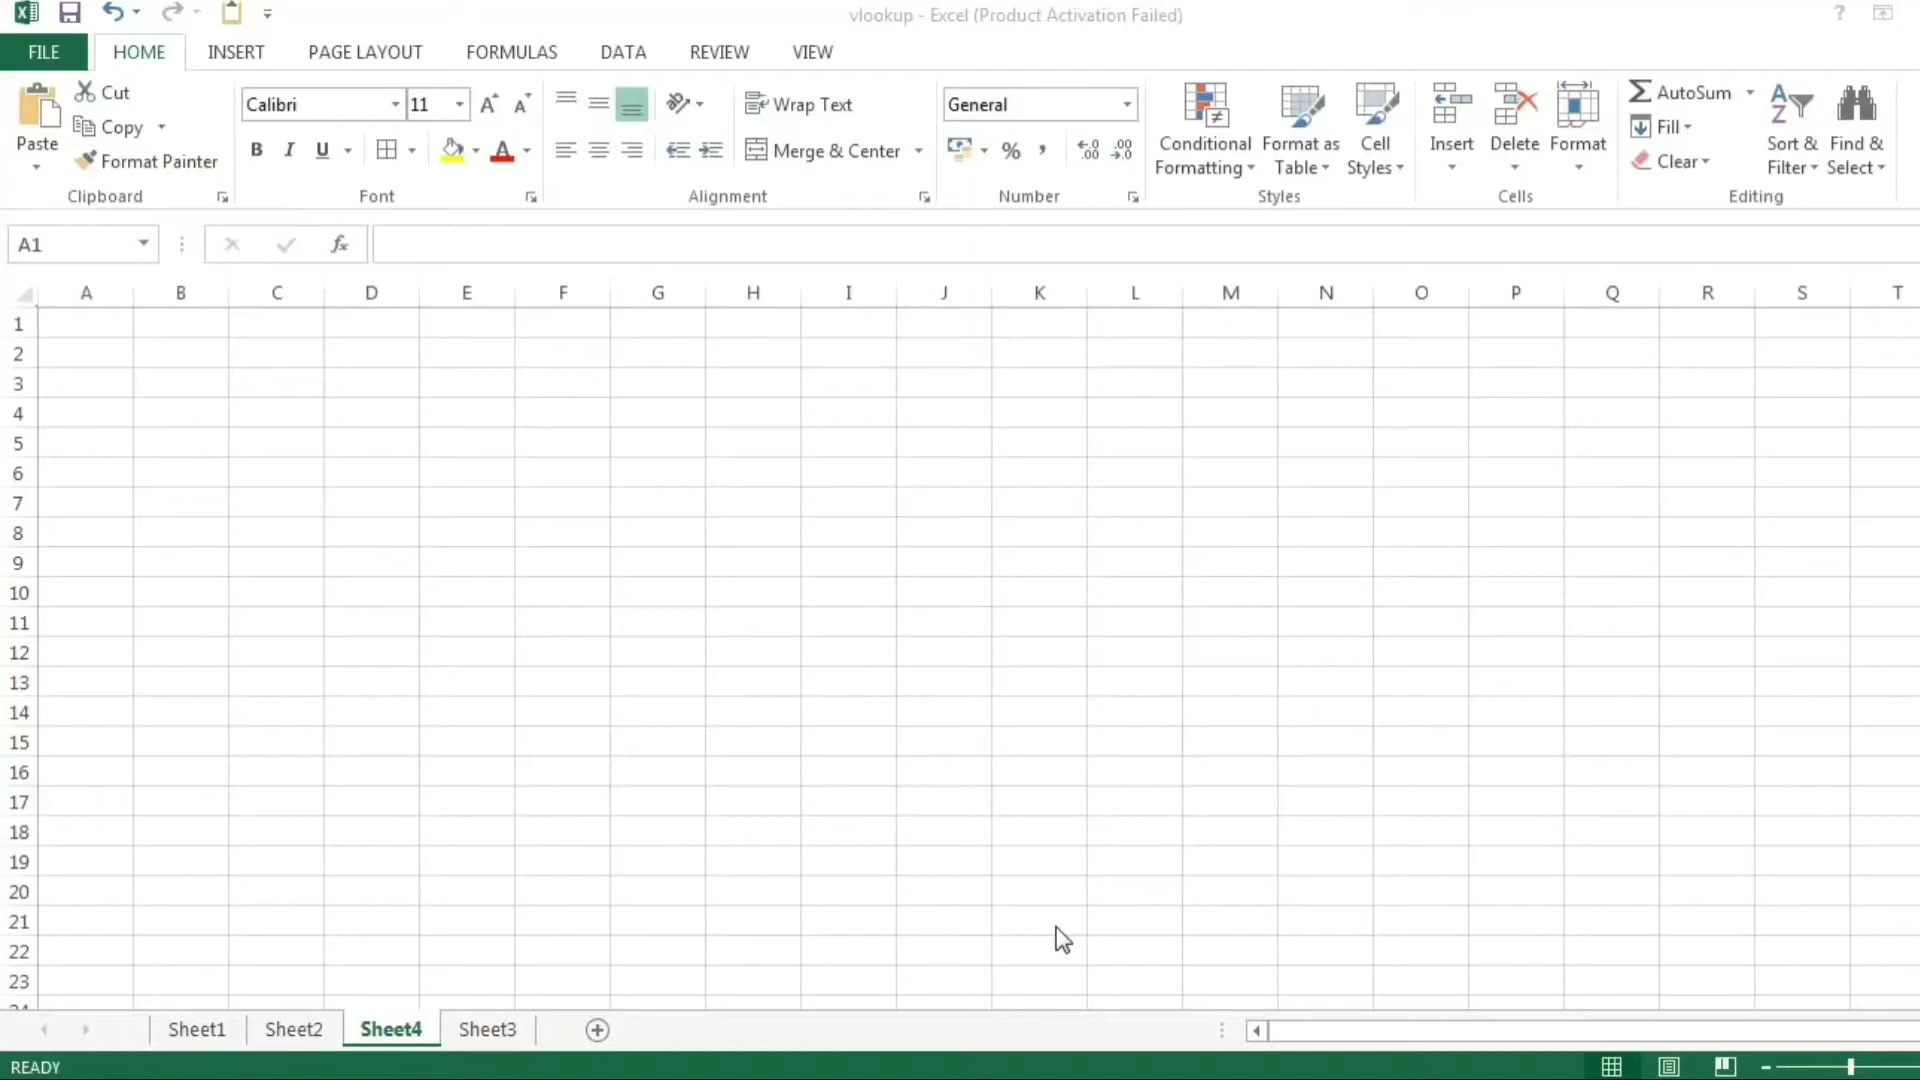 vlookup - Excel (Product Activation Failed)
?
FILE HOME INSERT PAGE LAYOUT FORMULAS DATA REVIEW VIEW
Paste
Cut
Copy
Format Painter
Clipboard
Calibri 11
B I U
Font
Wrap Text
Merge & Center
Alignment
General
%
Number
Conditional Formatting
Format as Table
Cell Styles
Styles
Insert
Delete
Format
Cells
AutoSum
Fill
Clear
Sort & Filter
Find & Select
Editing
A1
fx
A B C D E F G H I J K L M N O P Q R S T
1
2
3
4
5
6
7
8
9
10
11
12
13
14
15
16
17
18
19
20
21
22
23
Sheet1 Sheet2 Sheet4 Sheet3
READY